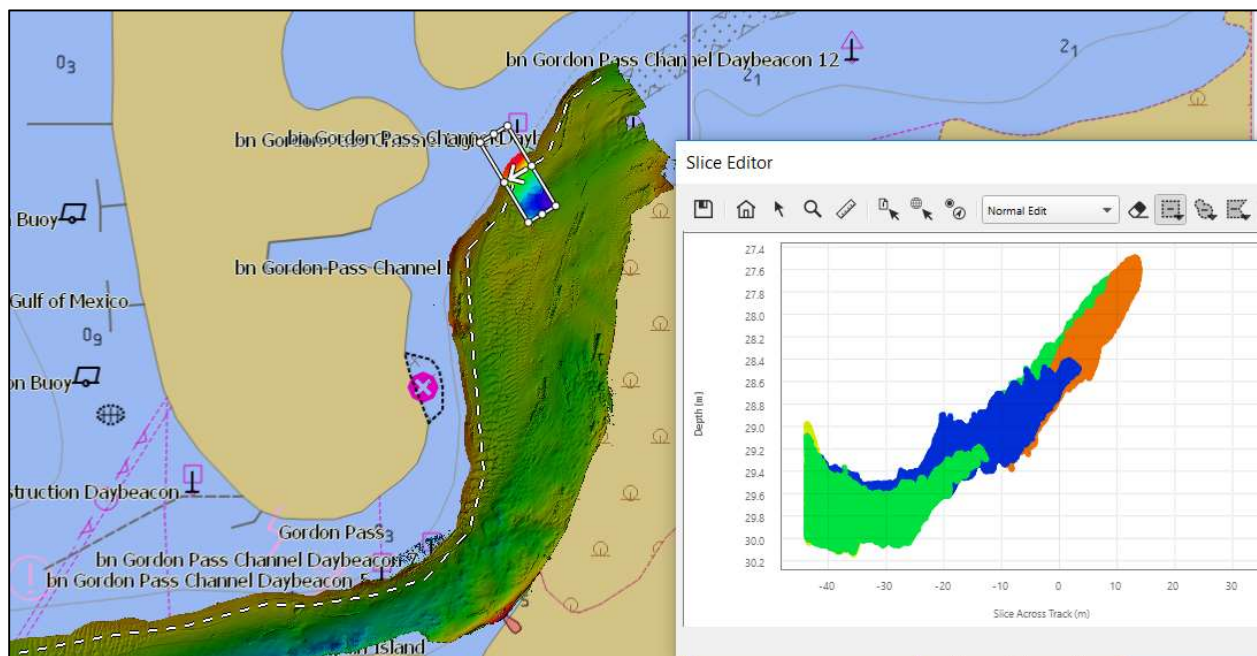 0₃
2₁
2₁
bn Gordon Pass Channel Daybeacon 12
bn Gordon Pass Channel Dayb
n Buoy
bn Gordon Pass Channel
Gulf of Mexico
0₉
on Buoy
struction Daybeacon
Gordon Pass
3
bn Gordon Pass Channel Daybeacon
bn Gordon Pass Channel Daybeacon 5
Island
Slice Editor
Normal Edit
Depth (m)
27.4
27.6
27.8
28.0
28.2
28.4
28.6
28.8
29.0
29.2
29.4
29.6
29.8
30.0
30.2
-40
-30
-20
-10
0
10
20
30
Slice Across Track (m)